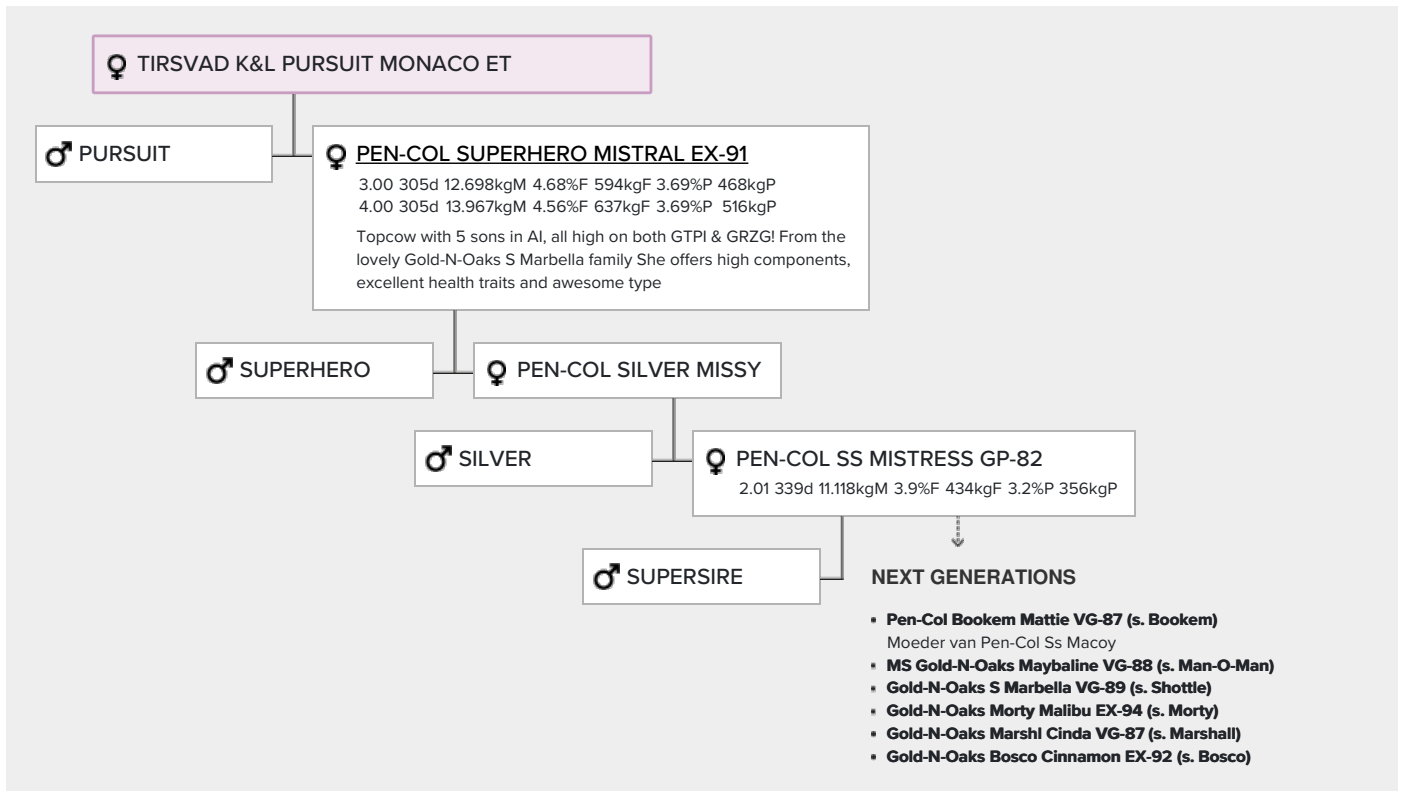 TIRSVAD K&L PURSUIT MONACO ET
PURSUIT
PEN-COL SUPERHERO MISTRAL EX-91
3.00 305d 12.698kgM 4.68%F 594kgF 3.69%P 468kgP
4.00 305d 13.967kgM 4.56%F 637kgF 3.69%P 516kgP
Topcow with 5 sons in AI, all high on both GTPI & GRZG! From the
lovely Gold-N-Oaks S Marbella family She offers high components,
excellent health traits and awesome type
SUPERHERO
PEN-COL SILVER MISSY
SILVER
PEN-COL SS MISTRESS GP-82
2.01 339d 11.118kgM 3.9%F 434kgF 3.2%P 356kgP
SUPERSIRE
NEXT GENERATIONS
• Pen-Col Bookem Mattie VG-87 (s. Bookem)
Moeder van Pen-Col Ss Macoy
• MS Gold-N-Oaks Maybaline VG-88 (s. Man-O-Man)
• Gold-N-Oaks S Marbella VG-89 (s. Shottle)
• Gold-N-Oaks Morty Malibu EX-94 (s. Morty)
• Gold-N-Oaks Marshl Cinda VG-87 (s. Marshall)
• Gold-N-Oaks Bosco Cinnamon EX-92 (s. Bosco)